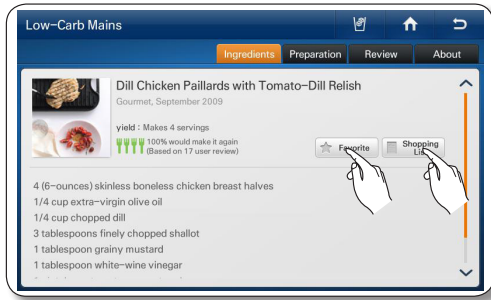 Low-Carb Mains
Ingredients Preparation Review About
Dill Chicken Paillards with Tomato-Dill Relish
Gourmet, September 2009
yield : Makes 4 servings
100% would make it again
(Based on 17 user review)
Favorite
Shopping
4 (6-ounces) skinless boneless chicken breast halves
1/4 cup extra-virgin olive oil
1/4 cup chopped dill
3 tablespoons finely chopped shallot
1 tablespoon grainy mustard
1 tablespoon white-wine vinegar